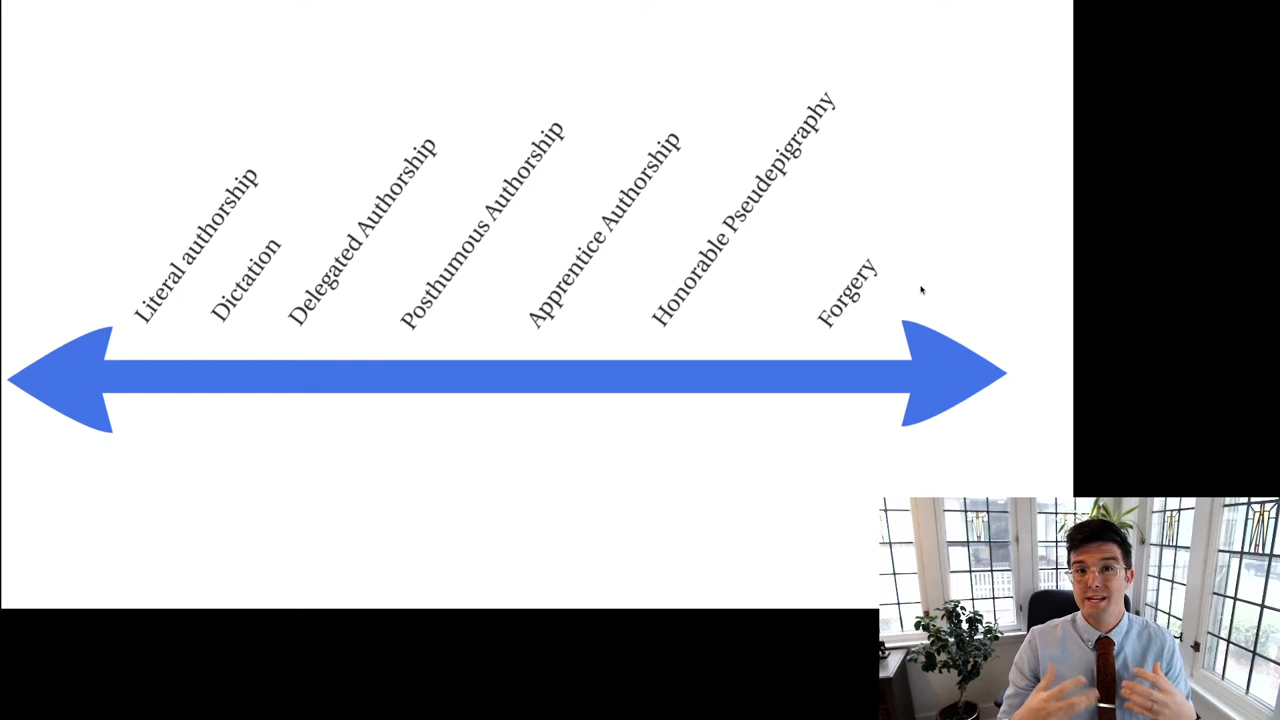 Literal authorship
Dictation
Delegated Authorship
Posthumous Authorship
Apprentice Authorship
Honorable Pseudepigraphy
Forgery